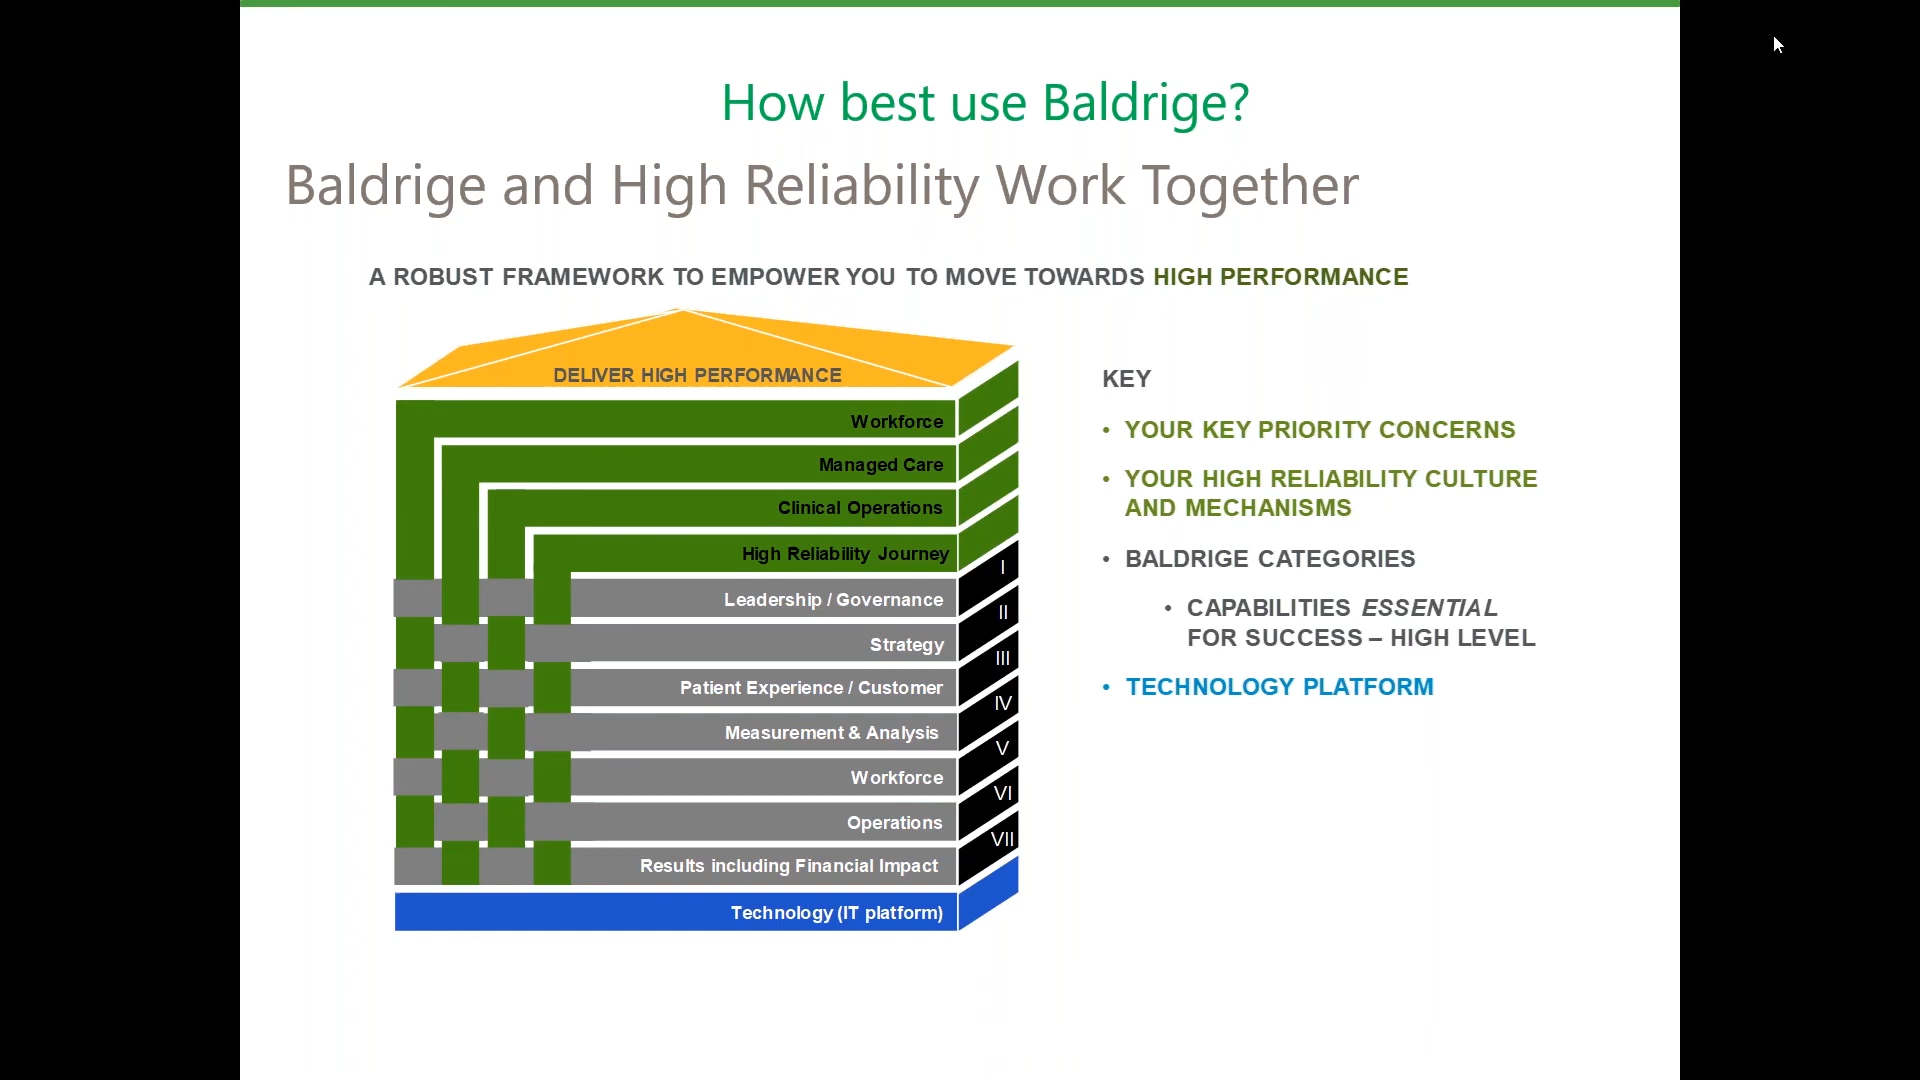 How best use Baldrige?
Baldrige and High Reliability Work Together
A ROBUST FRAMEWORK TO EMPOWER YOU TO MOVE TOWARDS HIGH PERFORMANCE
DELIVER HIGH PERFORMANCE
Workforce
Managed Care
Clinical Operations
High Reliability Journey
Leadership / Governance I
Strategy II
Patient Experience / Customer III
Measurement & Analysis IV
Workforce V
Operations VI
Results including Financial Impact VII
Technology (IT platform)
KEY
• YOUR KEY PRIORITY CONCERNS
• YOUR HIGH RELIABILITY CULTURE
AND MECHANISMS
• BALDRIGE CATEGORIES
• CAPABILITIES ESSENTIAL
FOR SUCCESS – HIGH LEVEL
• TECHNOLOGY PLATFORM